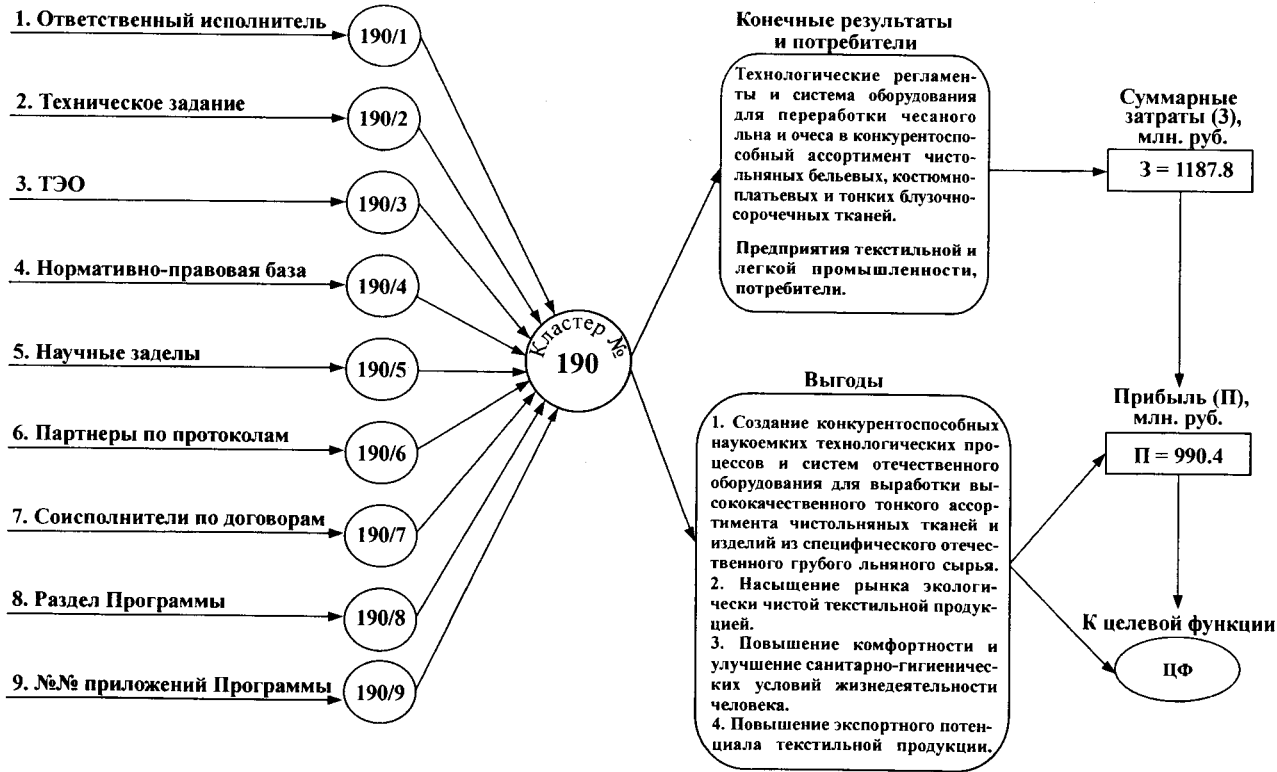 1. Ответственный исполнитель
190/1
2. Техническое задание
190/2
3. ТЭО
190/3
4. Нормативно-правовая база
190/4
5. Научные заделы
190/5
6. Партнеры по протоколам
190/6
7. Соисполнители по договорам
190/7
8. Раздел Программы
190/8
9. №№ приложений Программы
190/9
Кластер №
190
Конечные результаты
и потребители
Технологические регламен-
ты и система оборудования
для переработки чесаного
льна и очеса в конкурентоспо-
собный ассортимент чисто-
льняных бельевых, костюмно-
платьевых и тонких блузочно-
сорочечных тканей.
Предприятия текстильной и
легкой промышленности,
потребители.
Выгоды
1. Создание конкурентоспособных
наукоемких технологических про-
цессов и систем отечественного
оборудования для выработки вы-
сококачественного тонкого ассор-
тимента чистольняных тканей и
изделий из специфического отечес-
твенного грубого льняного сырья.
2. Насыщение рынка экологи-
чески чистой текстильной продук-
цией.
3. Повышение комфортности и
улучшение санитарно-гигиеничес-
ких условий жизнедеятельности
человека.
4. Повышение экспортного потен-
циала текстильной продукции.
Суммарные
затраты (З),
млн. руб.
З = 1187.8
Прибыль (П),
млн. руб.
П = 990.4
К целевой функции
ЦФ